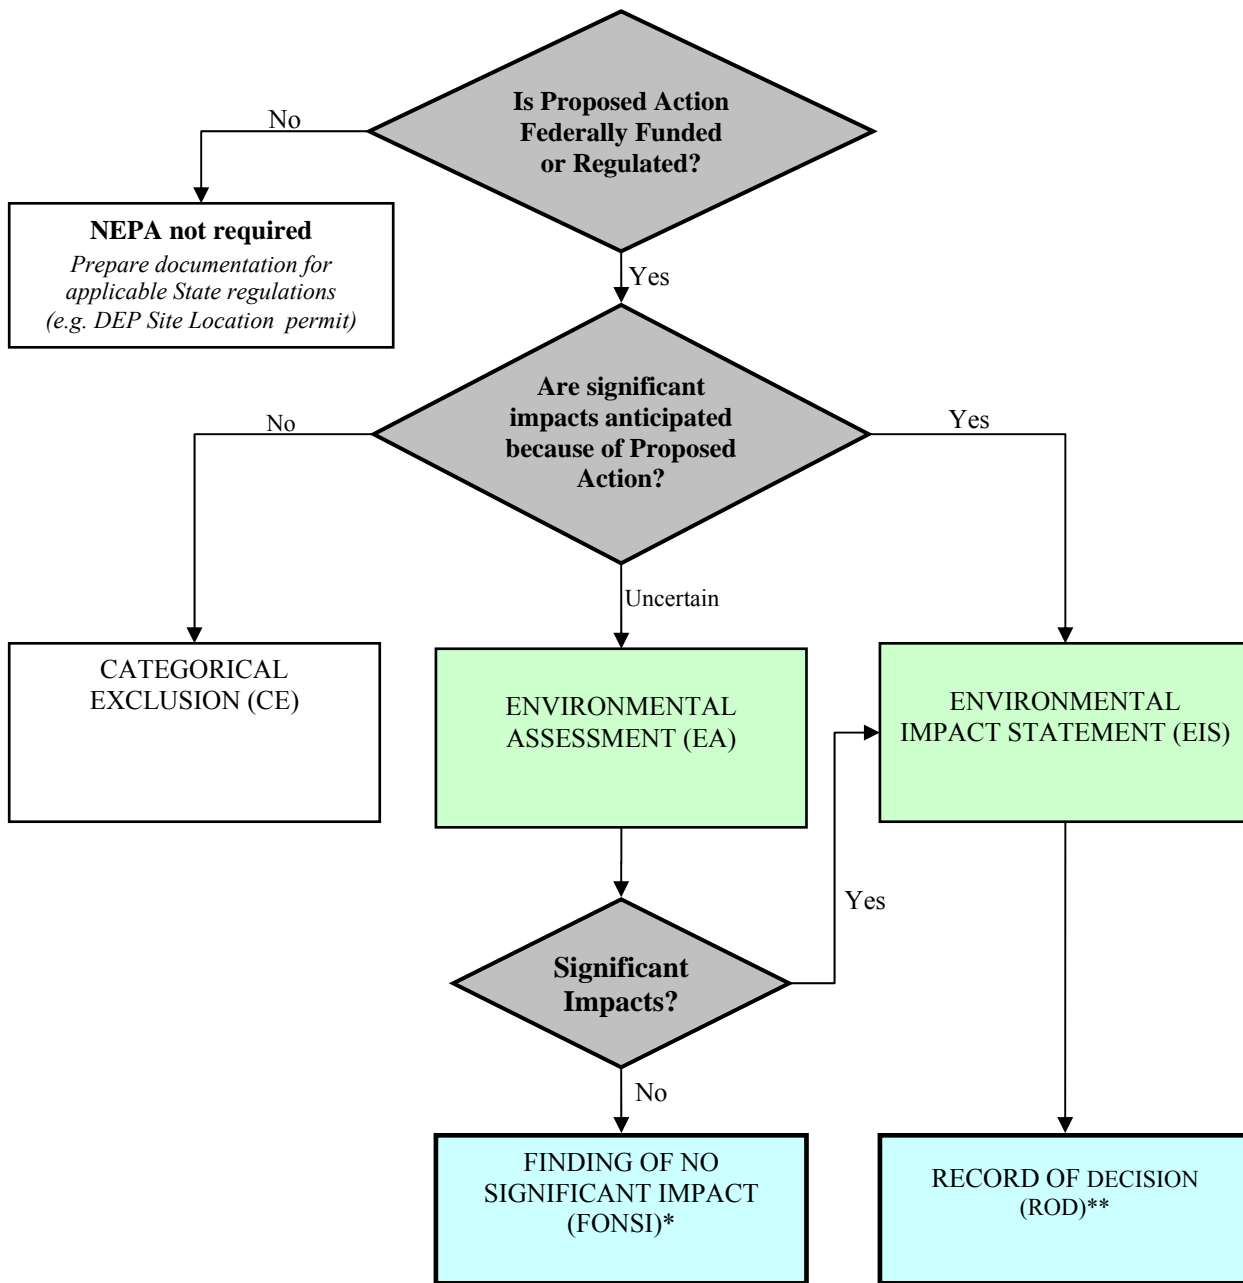 Is Proposed Action
Federally Funded
or Regulated?
No
NEPA not required
Prepare documentation for
applicable State regulations
(e.g. DEP Site Location permit)
Yes
Are significant
impacts anticipated
because of Proposed
Action?
No
Yes
Uncertain
CATEGORICAL
EXCLUSION (CE)
ENVIRONMENTAL
ASSESSMENT (EA)
ENVIRONMENTAL
IMPACT STATEMENT (EIS)
Significant
Impacts?
Yes
No
FINDING OF NO
SIGNIFICANT IMPACT
(FONSI)*
RECORD OF DECISION
(ROD)**